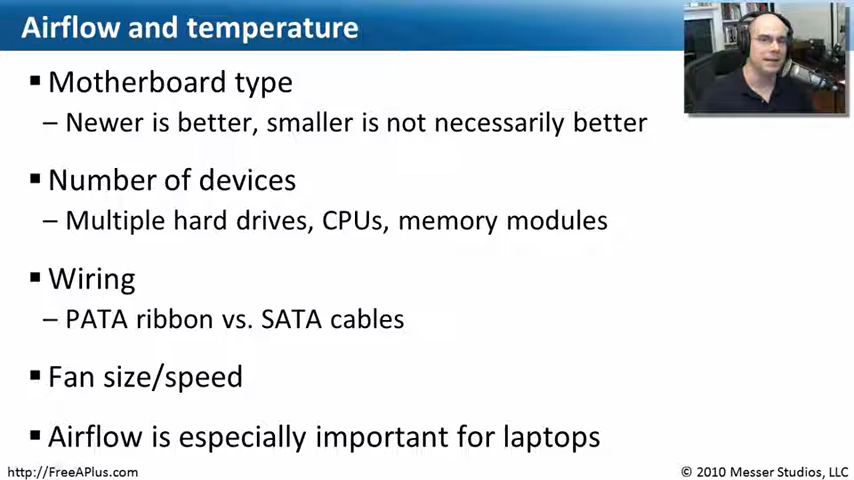 Airflow and temperature
▪ Motherboard type
– Newer is better, smaller is not necessarily better
▪ Number of devices
– Multiple hard drives, CPUs, memory modules
▪ Wiring
– PATA ribbon vs. SATA cables
▪ Fan size/speed
▪ Airflow is especially important for laptops
http://FreeAPlus.com
© 2010 Messer Studios, LLC